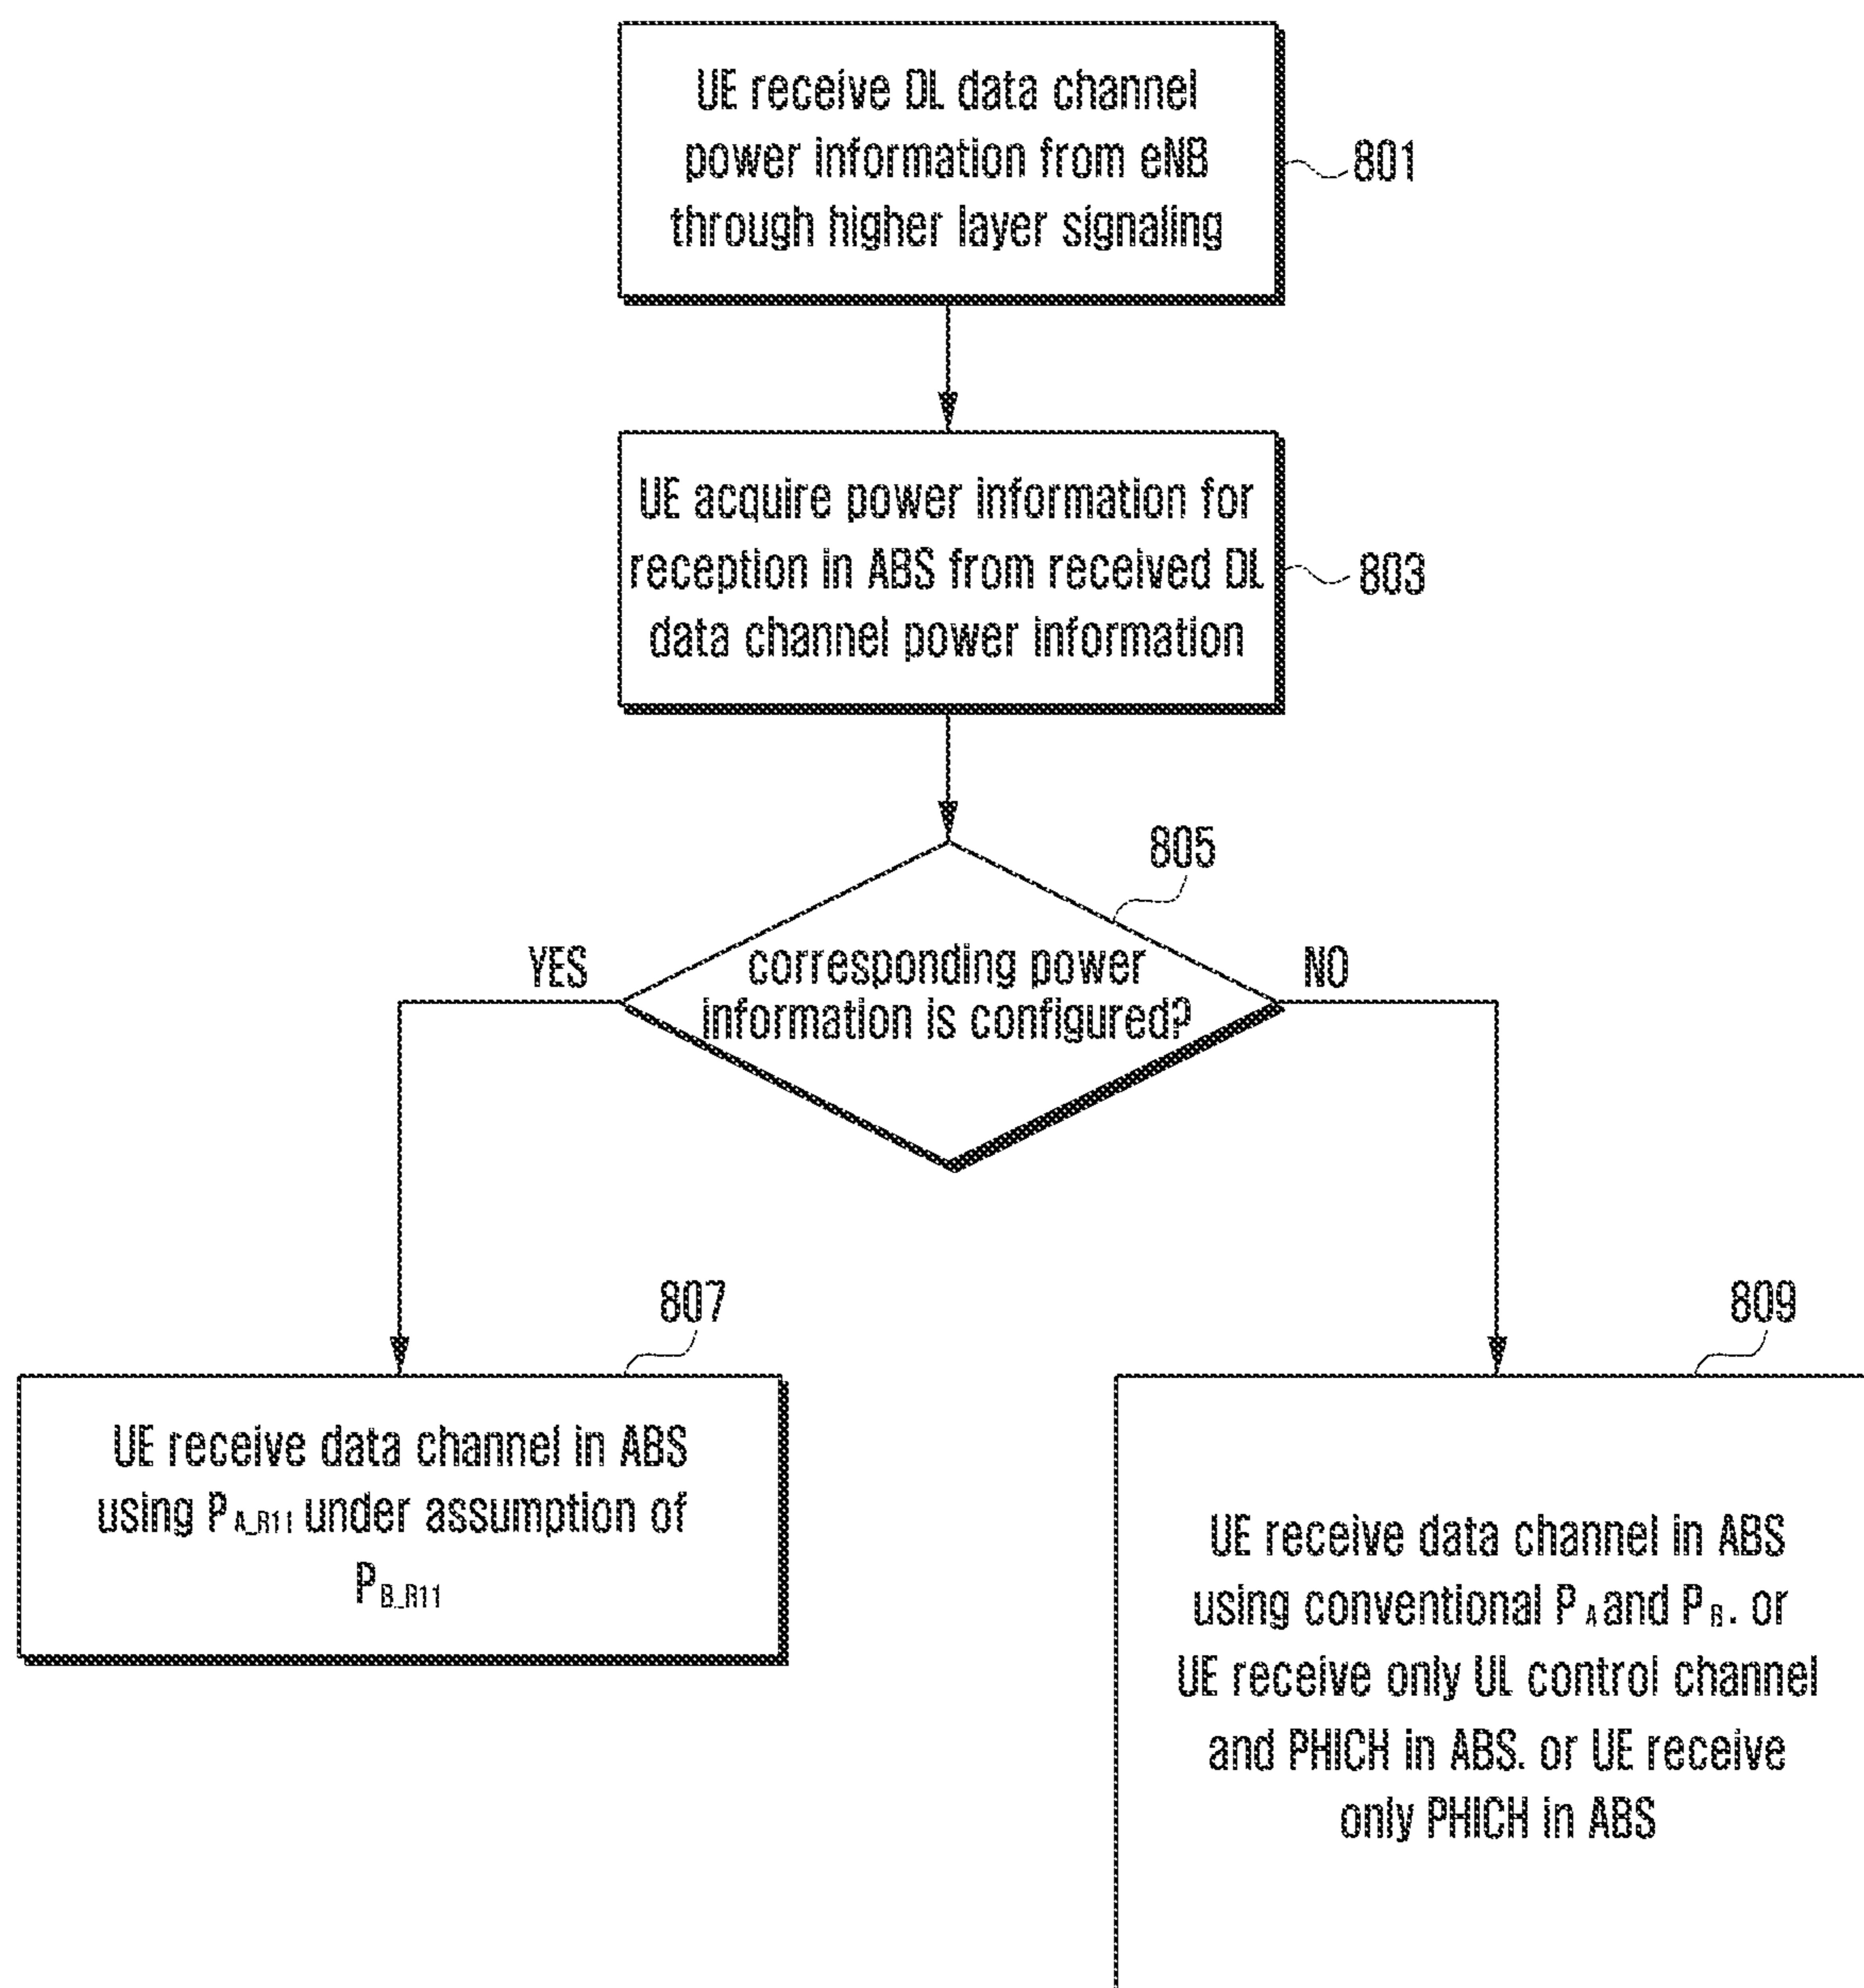 UE receive DL data channel
power information from eNB
through higher layer signaling
801
UE acquire power information for
reception in ABS from received DL
data channel power information
803
805
YES
corresponding power
information is configured?
NO
807
UE receive data channel in ABS
using PA_R11 under assumption of
PB_R11
809
UE receive data channel in ABS
using conventional PA and PB. or
UE receive only UL control channel
and PHICH in ABS. or UE receive
only PHICH in ABS